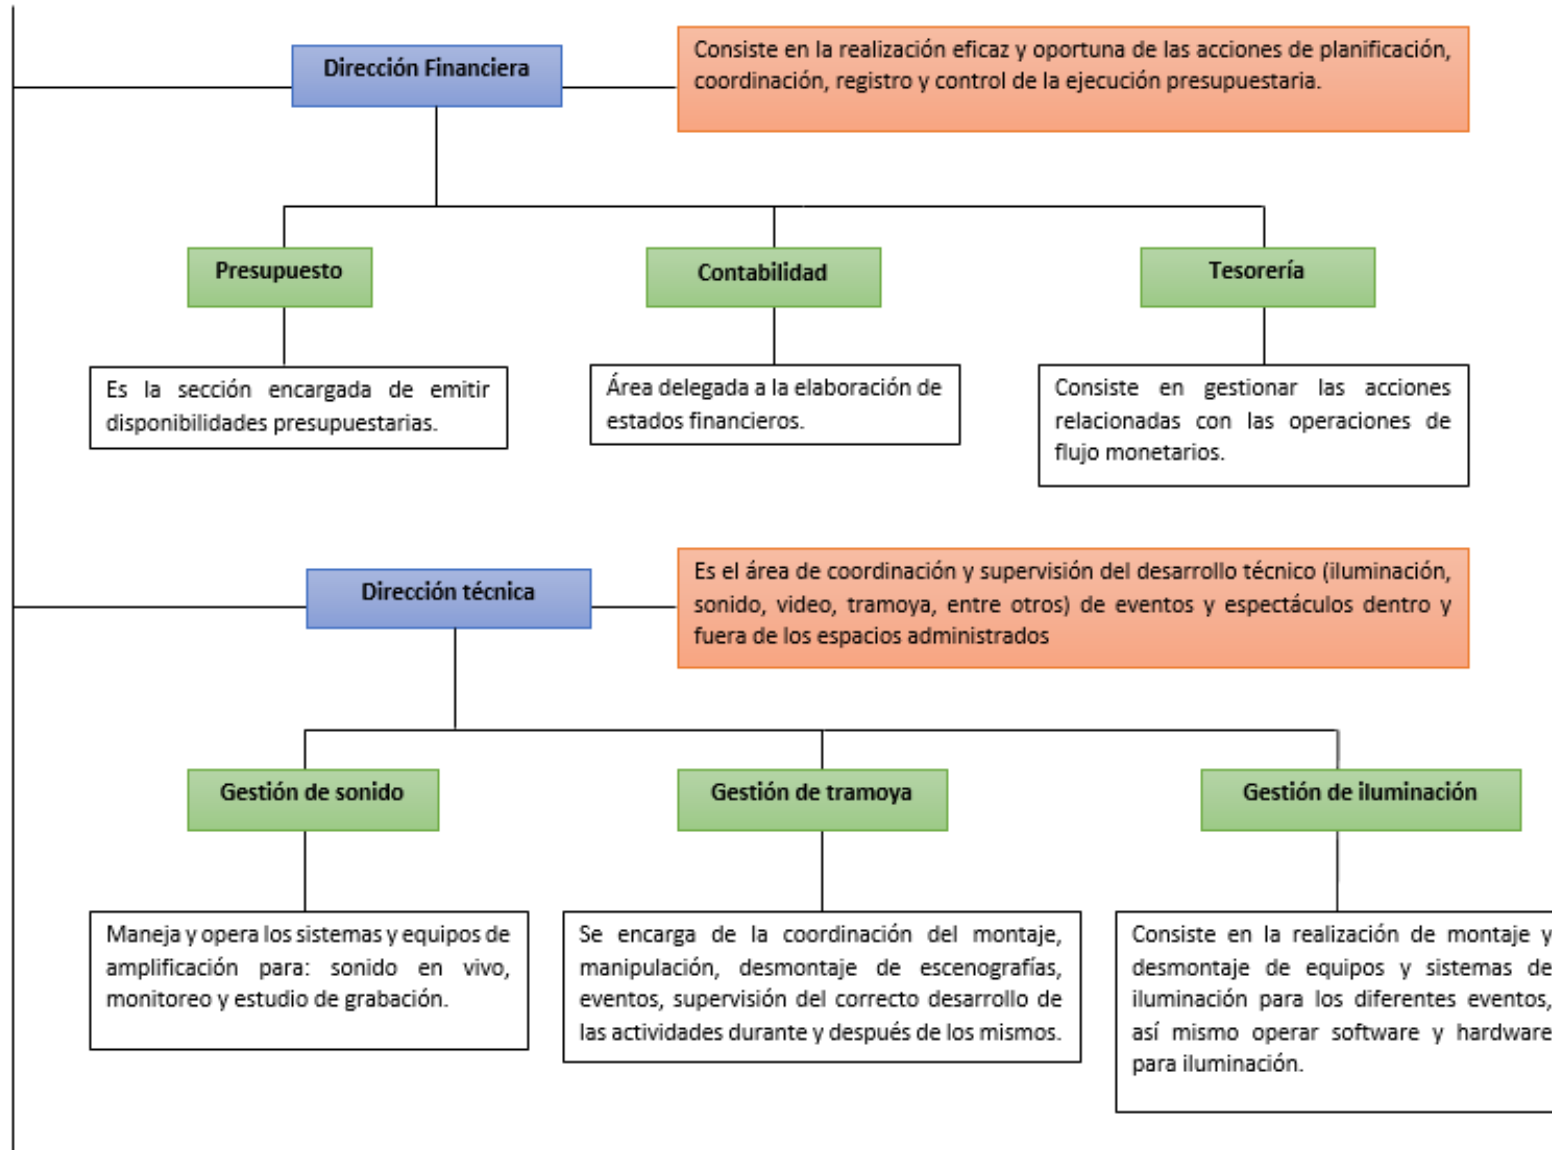 Dirección Financiera
Consiste en la realización eficaz y oportuna de las acciones de planificación,
coordinación, registro y control de la ejecución presupuestaria.
Presupuesto
Contabilidad
Tesorería
Es la sección encargada de emitir
disponibilidades presupuestarias.
Área delegada a la elaboración de
estados financieros.
Consiste en gestionar las acciones
relacionadas con las operaciones de
flujo monetarios.
Dirección técnica
Es el área de coordinación y supervisión del desarrollo técnico (iluminación,
sonido, video, tramoya, entre otros) de eventos y espectáculos dentro y
fuera de los espacios administrados
Gestión de sonido
Gestión de tramoya
Gestión de iluminación
Maneja y opera los sistemas y equipos de
amplificación para: sonido en vivo,
monitoreo y estudio de grabación.
Se encarga de la coordinación del montaje,
manipulación, desmontaje de escenografías,
eventos, supervisión del correcto desarrollo de
las actividades durante y después de los mismos.
Consiste en la realización de montaje y
desmontaje de equipos y sistemas de
iluminación para los diferentes eventos,
así mismo operar software y hardware
para iluminación.